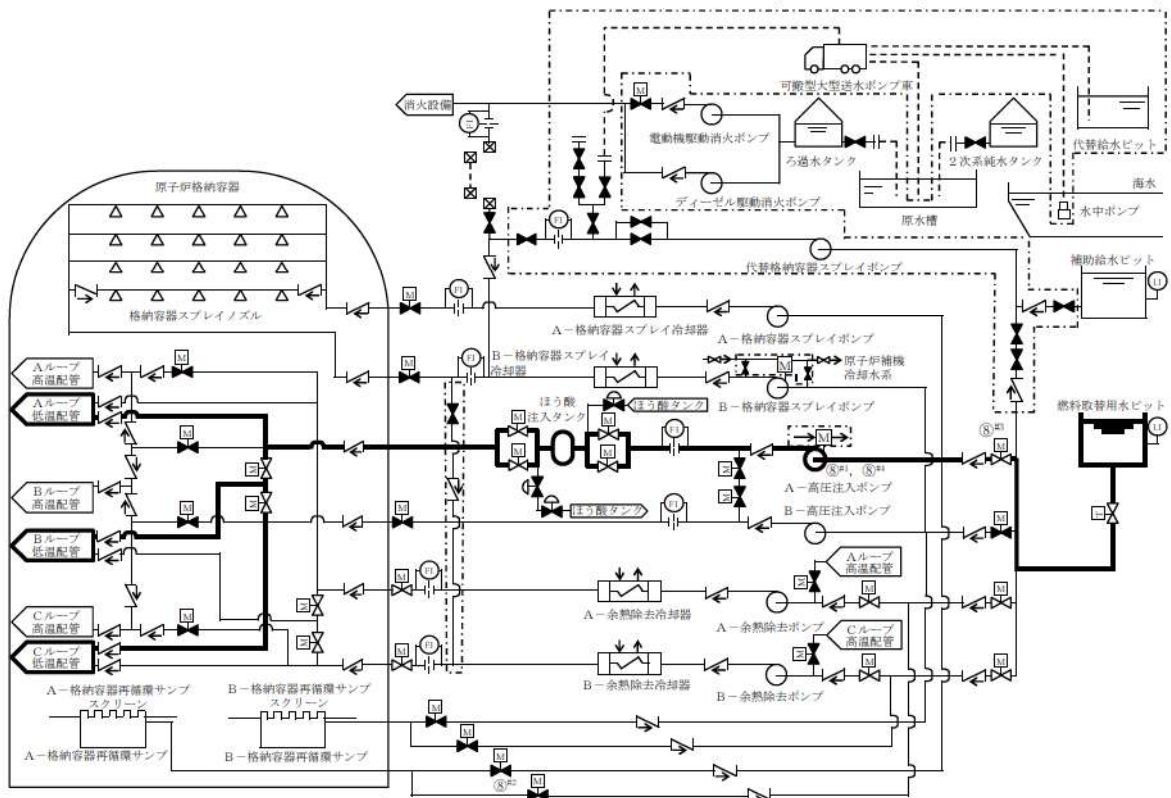 消火設備
FI
M
可搬型大型送水ポンプ車
電動機駆動消火ポンプ
ろ過水タンク
2次系純水タンク
代替給水ピット
ディーゼル駆動消火ポンプ
原水槽
海水
水中ポンプ
原子炉格納容器
FI
代替格納容器スプレイポンプ
補助給水ピット
LI
格納容器スプレイノズル
M
FI
A-格納容器スプレイ冷却器
A-格納容器スプレイポンプ
B-格納容器スプレイ
冷却器
M
FI
M
原子炉補機
冷却水系
B-格納容器スプレイポンプ
Aループ
高温配管
M
Aループ
低温配管
ほう酸
注入タンク
ほう酸タンク
燃料取替用水ピット
LI
M
M
M
M
M
FI
M
⑧#1、⑧#4
⑧#3
M
A-高圧注入ポンプ
M
M
M
M
T
Bループ
高温配管
ほう酸タンク
M
M
FI
B-高圧注入ポンプ
M
Bループ
低温配管
Aループ
高温配管
M
M
FI
A-余熱除去冷却器
M
M
M
A-余熱除去ポンプ
Cループ
高温配管
M
M
Cループ
高温配管
Cループ
低温配管
M
FI
B-余熱除去冷却器
M
M
M
B-余熱除去ポンプ
A-格納容器再循環サンプ
スクリーン
B-格納容器再循環サンプ
スクリーン
M
M
A-格納容器再循環サンプ
B-格納容器再循環サンプ
M
⑧#2
M